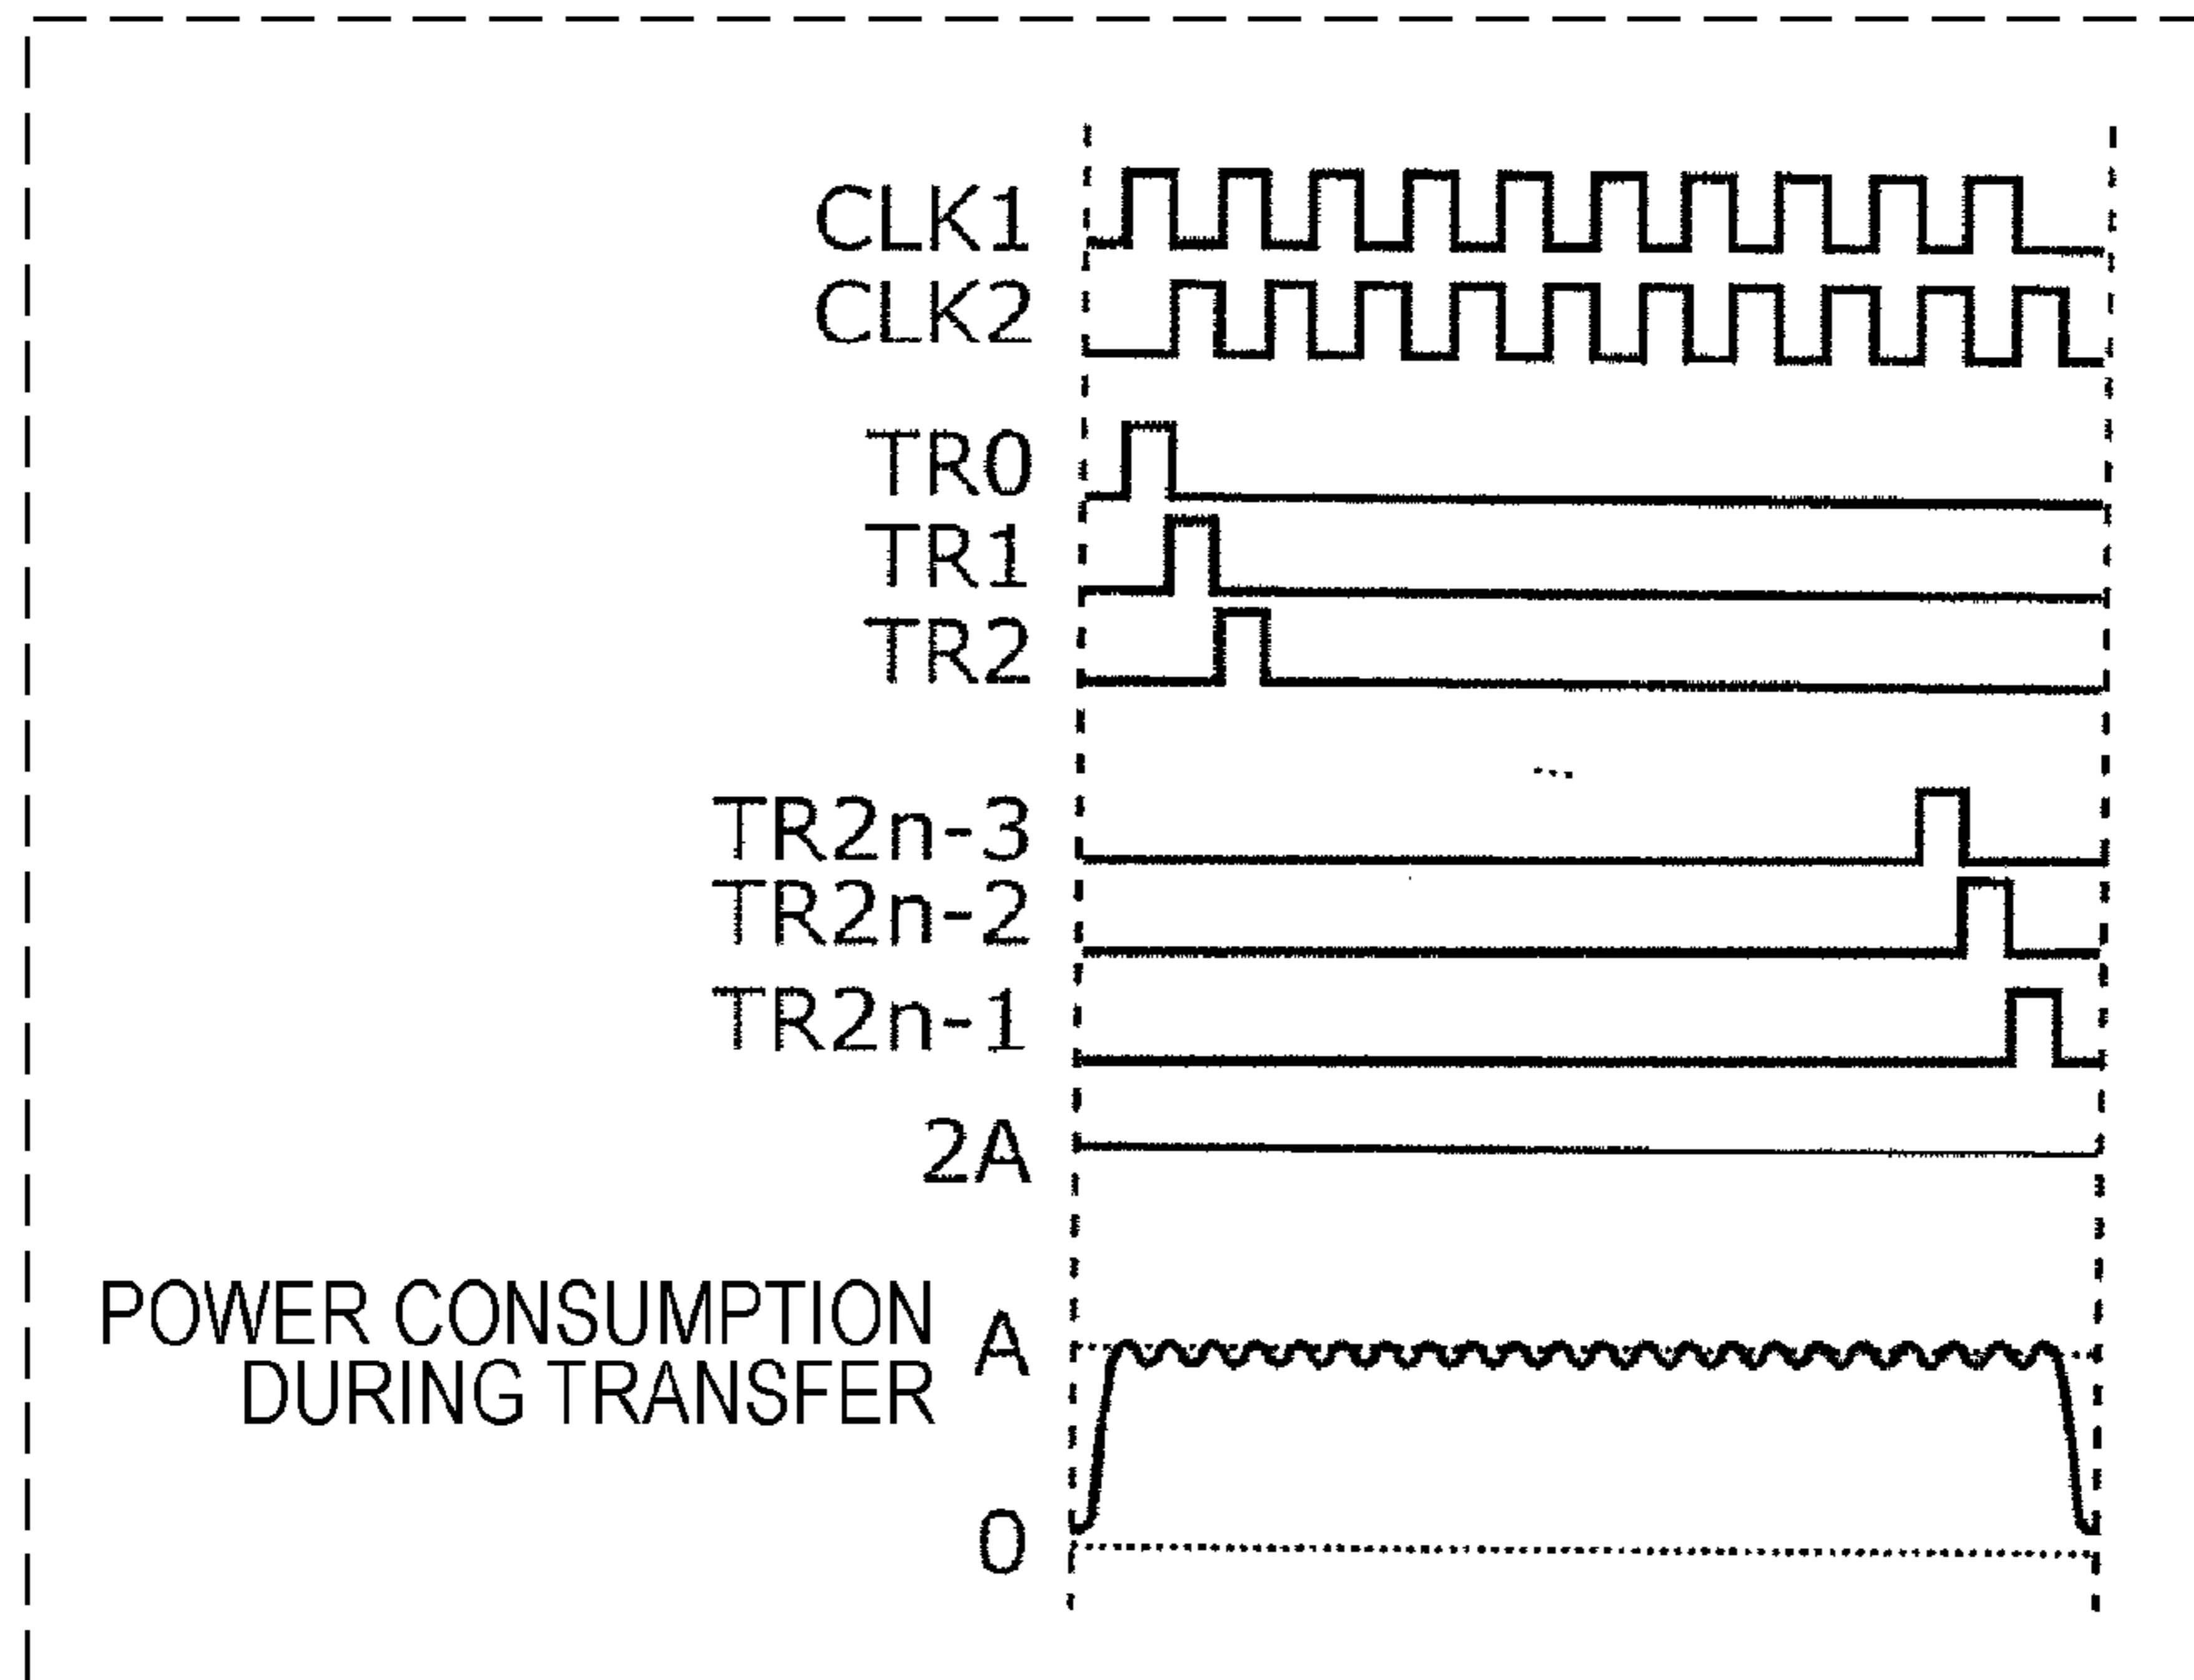 CLK1
CLK2
TR0
TR1
TR2
TR2n-3
TR2n-2
TR2n-1
2A
POWER CONSUMPTION
DURING TRANSFER
A
0